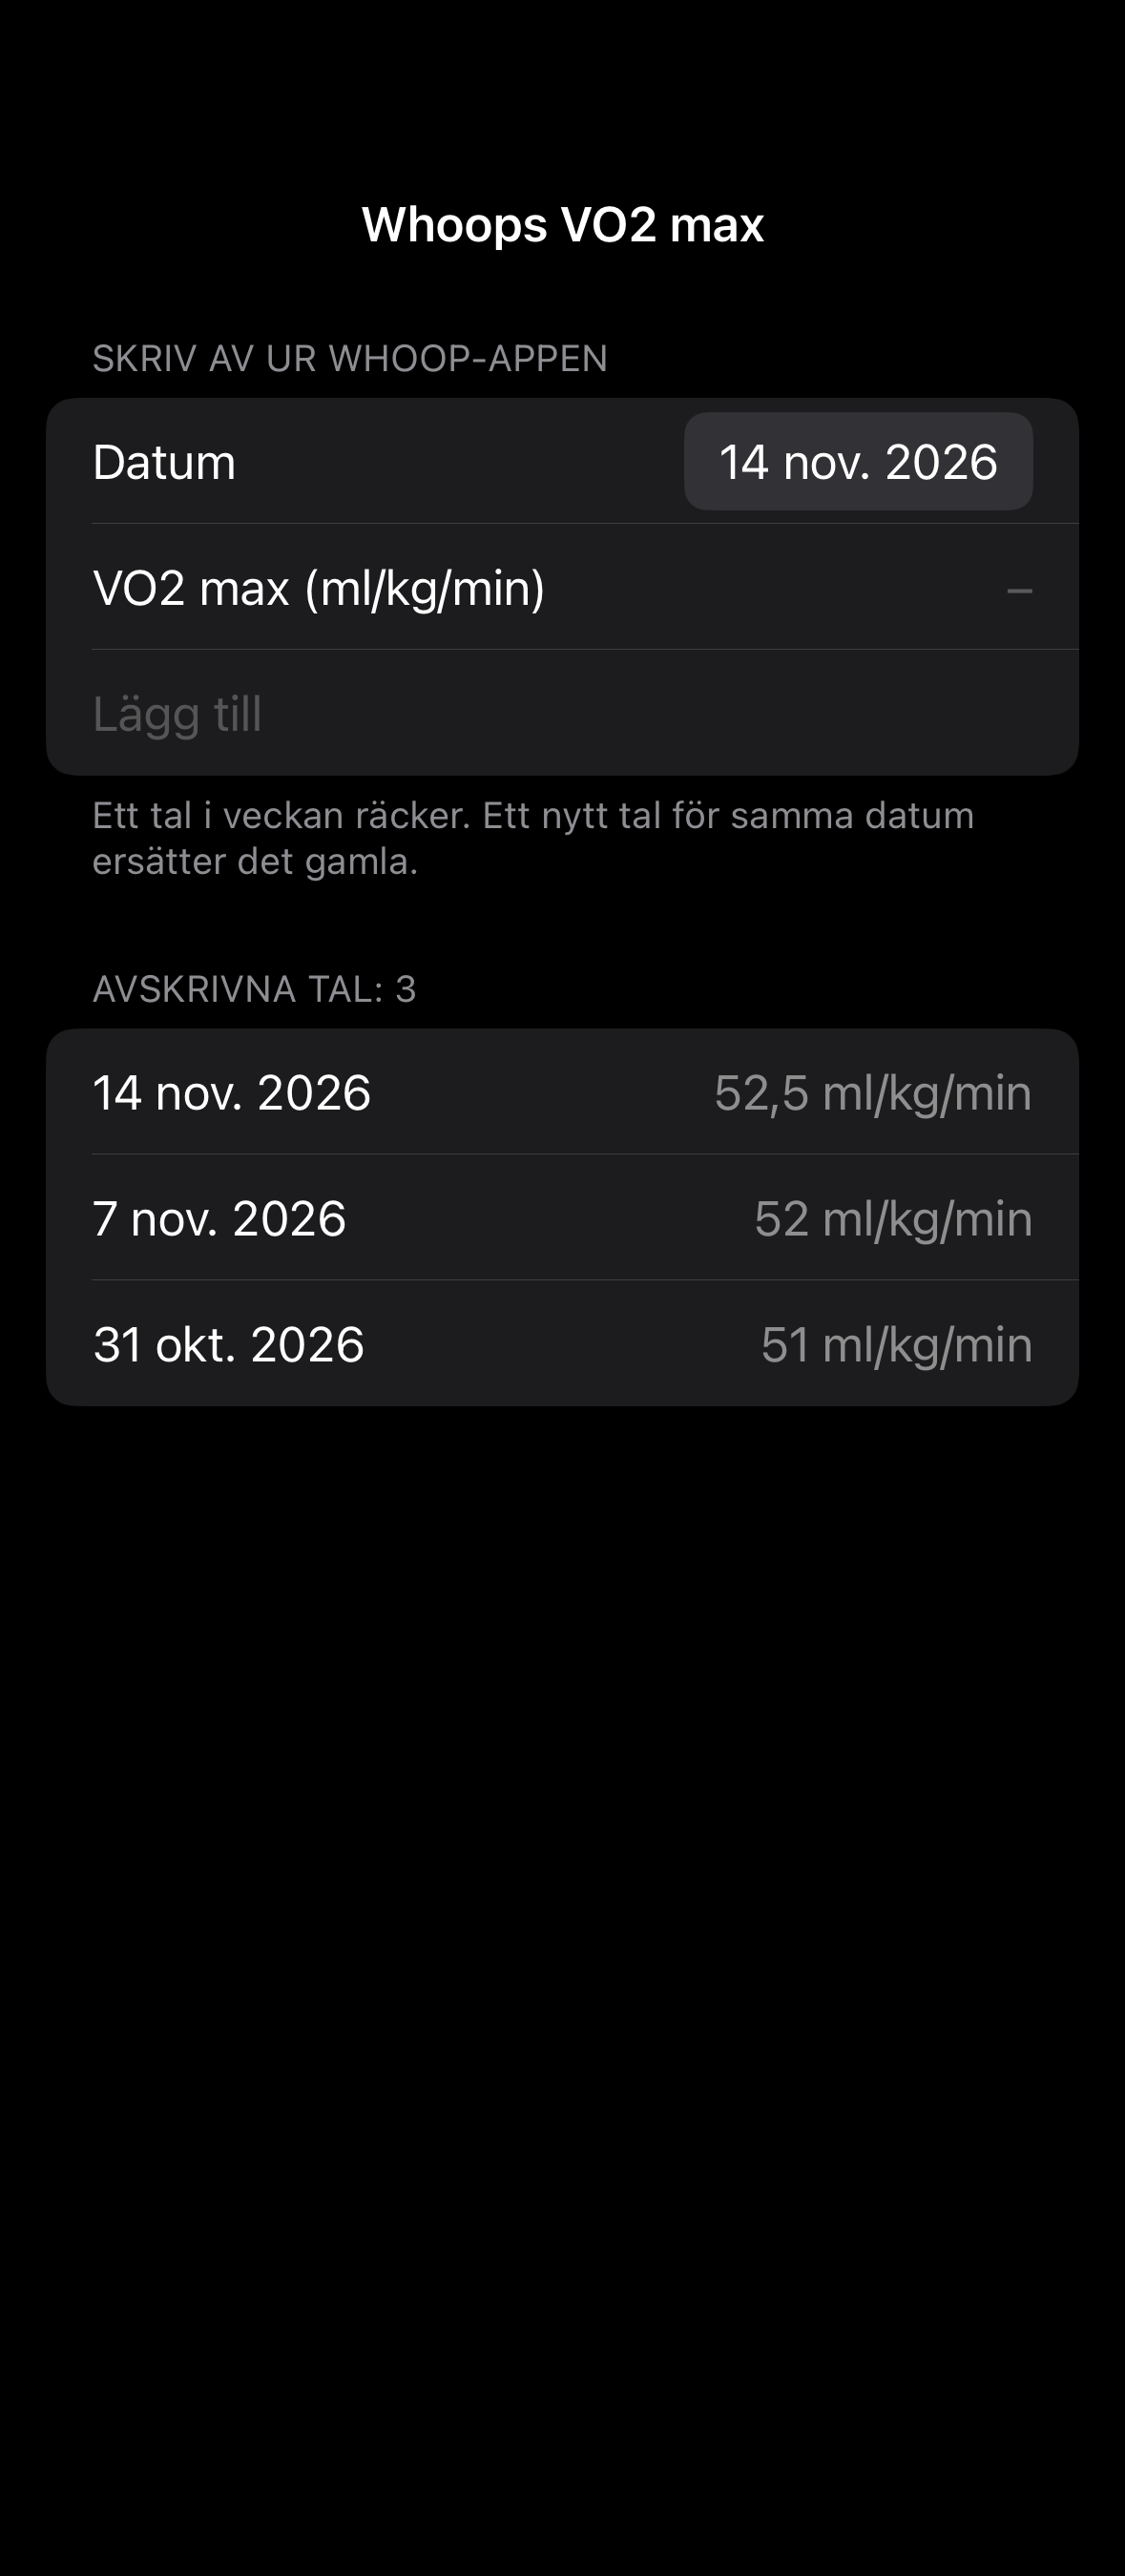 Whoops VO2 max
SKRIV AV UR WHOOP-APPEN
Datum 14 nov. 2026
VO2 max (ml/kg/min) –
Lägg till
Ett tal i veckan räcker. Ett nytt tal för samma datum
ersätter det gamla.
AVSKRIVNA TAL: 3
14 nov. 2026 52,5 ml/kg/min
7 nov. 2026 52 ml/kg/min
31 okt. 2026 51 ml/kg/min